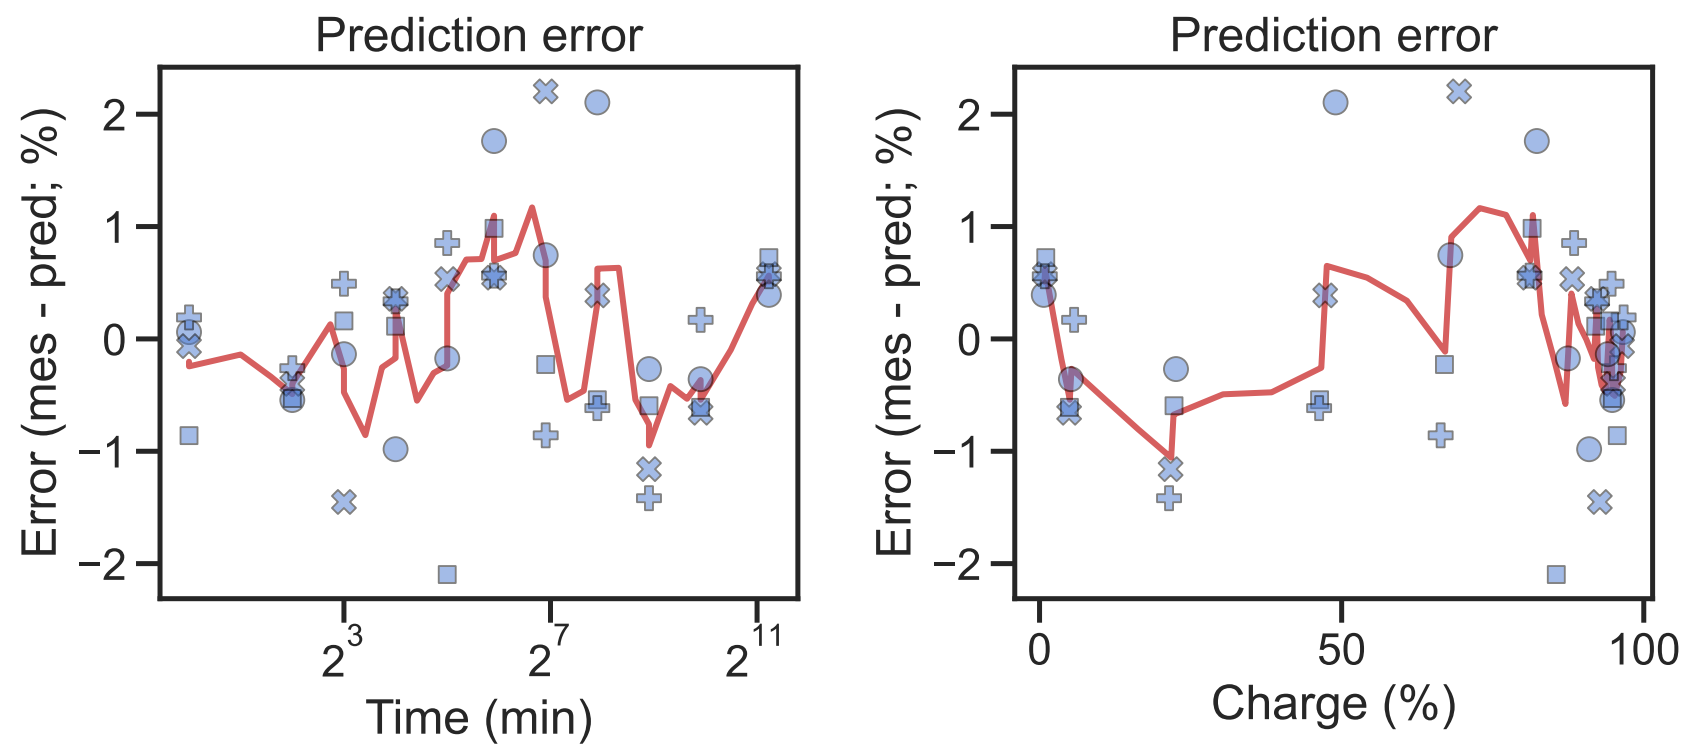 Prediction error
Error (mes - pred; %)
2
1
0
−1
−2
2^3
2^7
2^11
Time (min)
Prediction error
Error (mes - pred; %)
2
1
0
−1
−2
0
50
100
Charge (%)